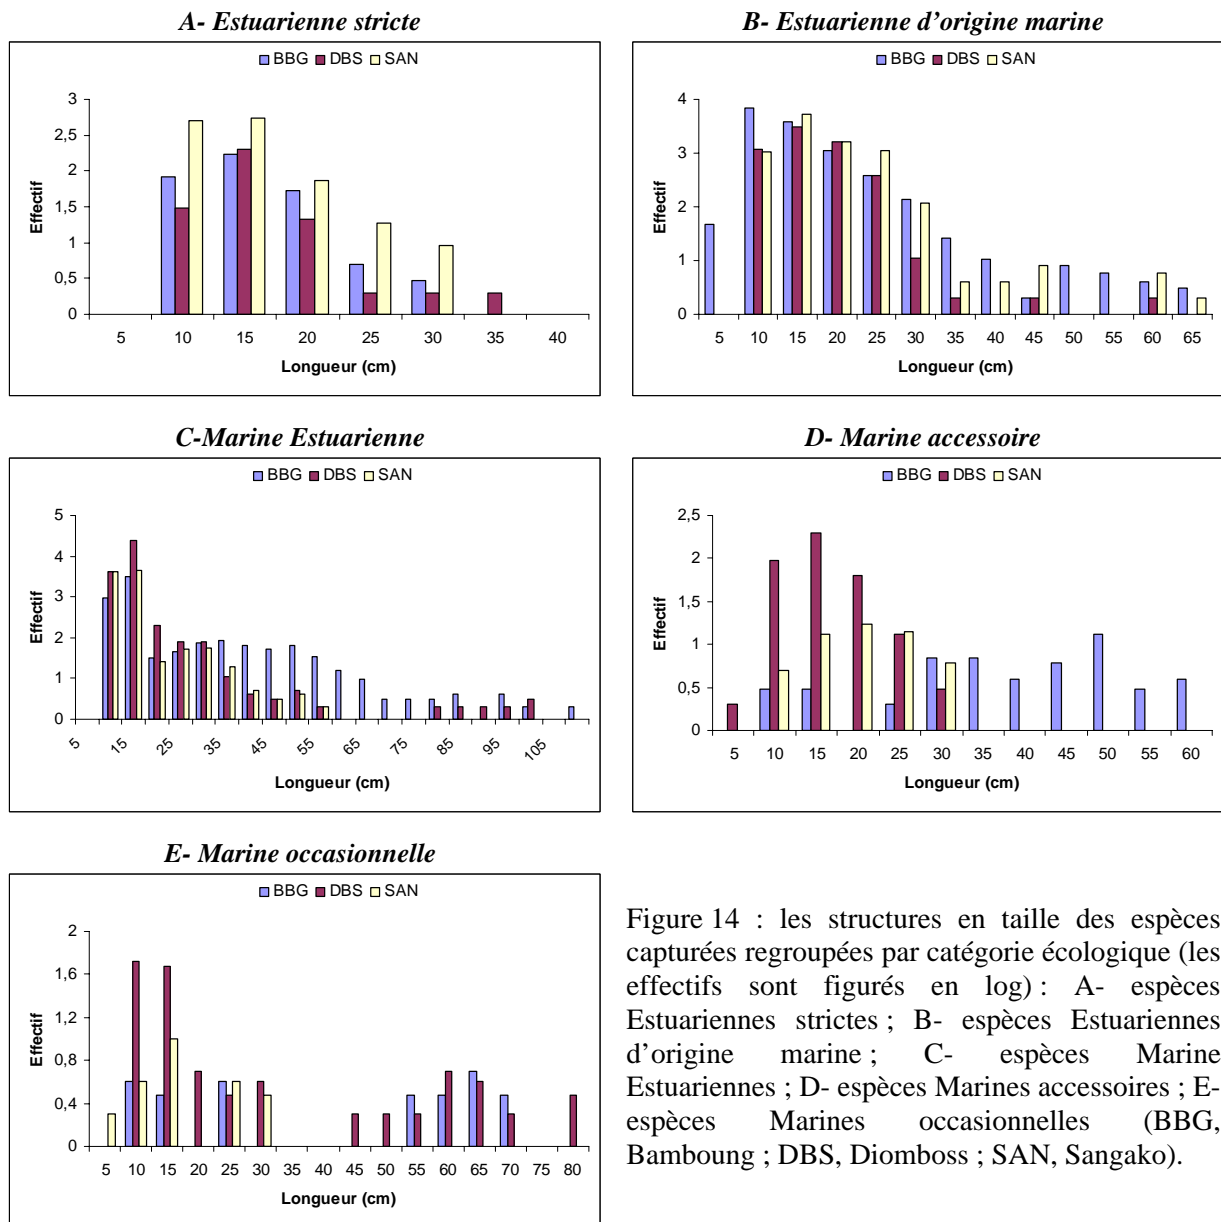 A- Estuarienne stricte
BBG DBS SAN
Effectif
3
2,5
2
1,5
1
0,5
0
5 10 15 20 25 30 35 40
Longueur (cm)
B- Estuarienne d'origine marine
BBG DBS SAN
Effectif
4
3
2
1
0
5 10 15 20 25 30 35 40 45 50 55 60 65
Longueur (cm)
C-Marine Estuarienne
BBG DBS SAN
Effectif
5
4
3
2
1
0
5 15 25 35 45 55 65 75 85 95 105
Longueur (cm)
D- Marine accessoire
BBG DBS SAN
Effectif
2,5
2
1,5
1
0,5
0
5 10 15 20 25 30 35 40 45 50 55 60
Longueur (cm)
E- Marine occasionnelle
BBG DBS SAN
Effectif
2
1,6
1,2
0,8
0,4
0
5 10 15 20 25 30 35 40 45 50 55 60 65 70 75 80
Longueur (cm)
Figure 14 : les structures en taille des espèces
capturées regroupées par catégorie écologique (les
effectifs sont figurés en log) : A- espèces
Estuariennes strictes ; B- espèces Estuariennes
d'origine marine ; C- espèces Marine
Estuariennes ; D- espèces Marines accessoires ; E-
espèces Marines occasionnelles (BBG,
Bamboung ; DBS, Diomboss ; SAN, Sangako).